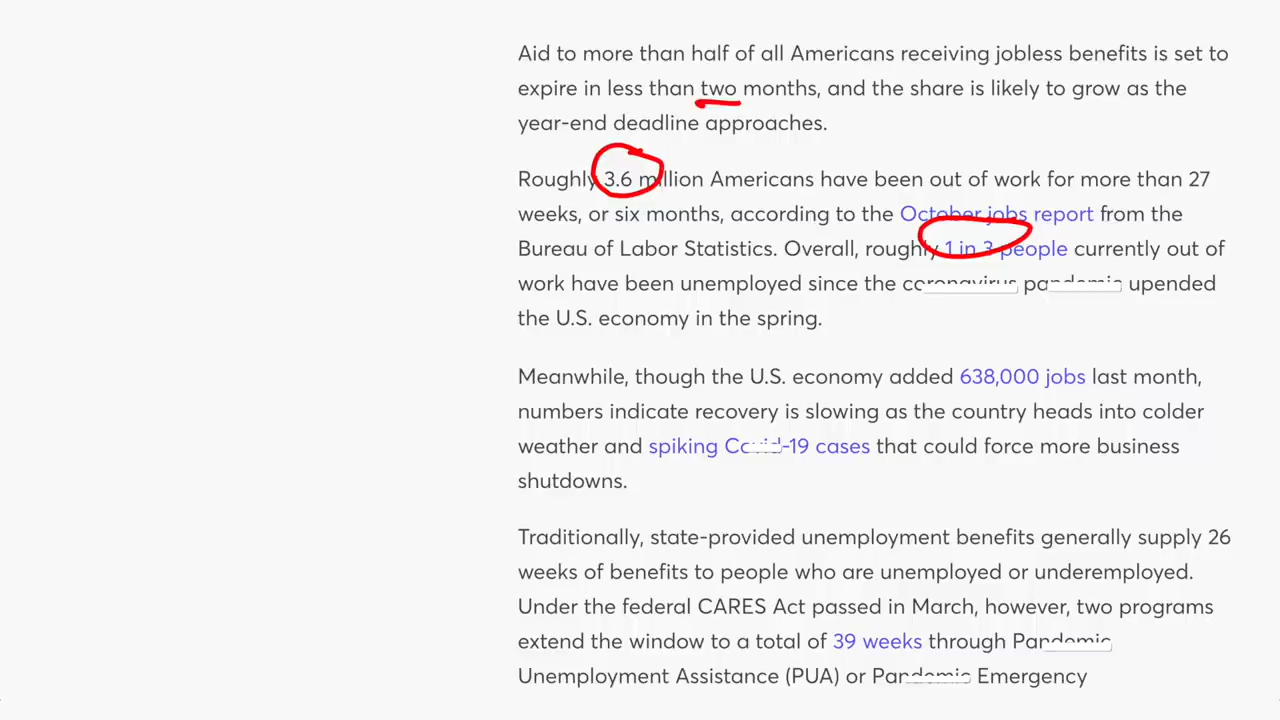 Aid to more than half of all Americans receiving jobless benefits is set to
expire in less than two months, and the share is likely to grow as the
year-end deadline approaches.
Roughly 3.6 million Americans have been out of work for more than 27
weeks, or six months, according to the October jobs report from the
Bureau of Labor Statistics. Overall, roughly 1 in 3 people currently out of
work have been unemployed since the coronavirus pandemic upended
the U.S. economy in the spring.
Meanwhile, though the U.S. economy added 638,000 jobs last month,
numbers indicate recovery is slowing as the country heads into colder
weather and spiking Covid-19 cases that could force more business
shutdowns.
Traditionally, state-provided unemployment benefits generally supply 26
weeks of benefits to people who are unemployed or underemployed.
Under the federal CARES Act passed in March, however, two programs
extend the window to a total of 39 weeks through Pandemic
Unemployment Assistance (PUA) or Pandemic Emergency